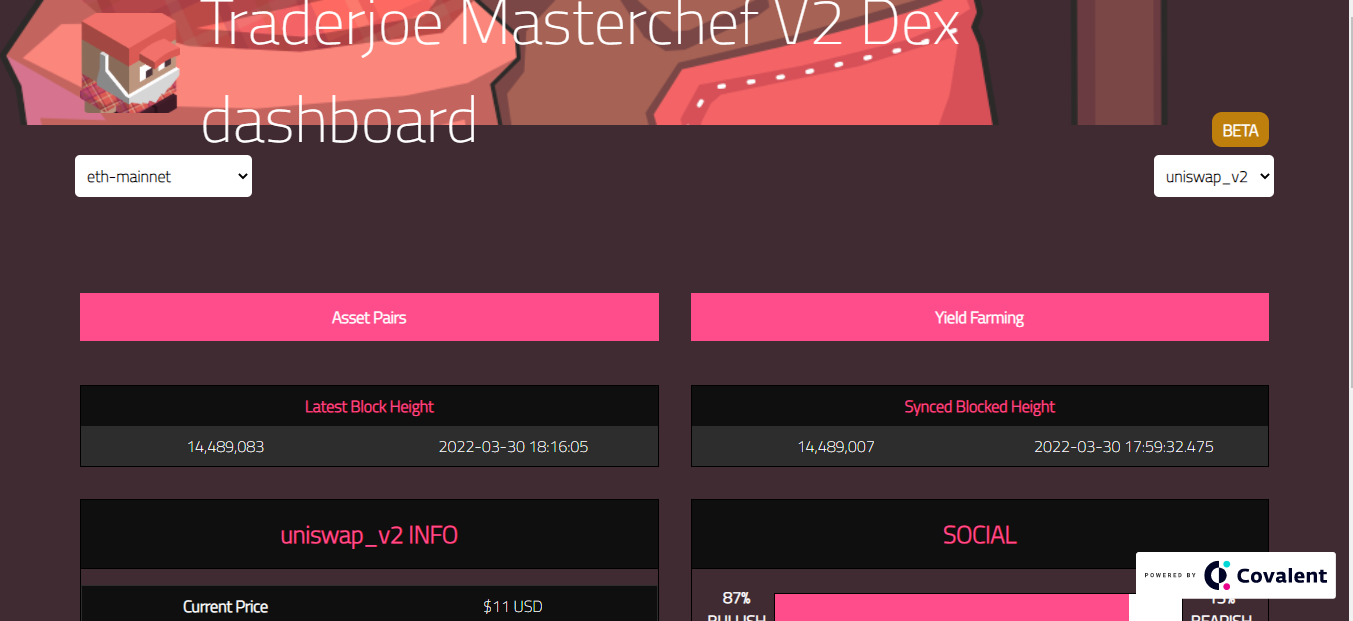 Traderjoe Masterchef V2 Dex
dashboard
BETA
eth-mainnet
uniswap_v2
Asset Pairs
Yield Farming
Latest Block Height
14,489,083 2022-03-30 18:16:05
Synced Blocked Height
14,489,007 2022-03-30 17:59:32.475
uniswap_v2 INFO
Current Price $11 USD
SOCIAL
87%
BULLISH
BEARISH
POWERED BY Covalent